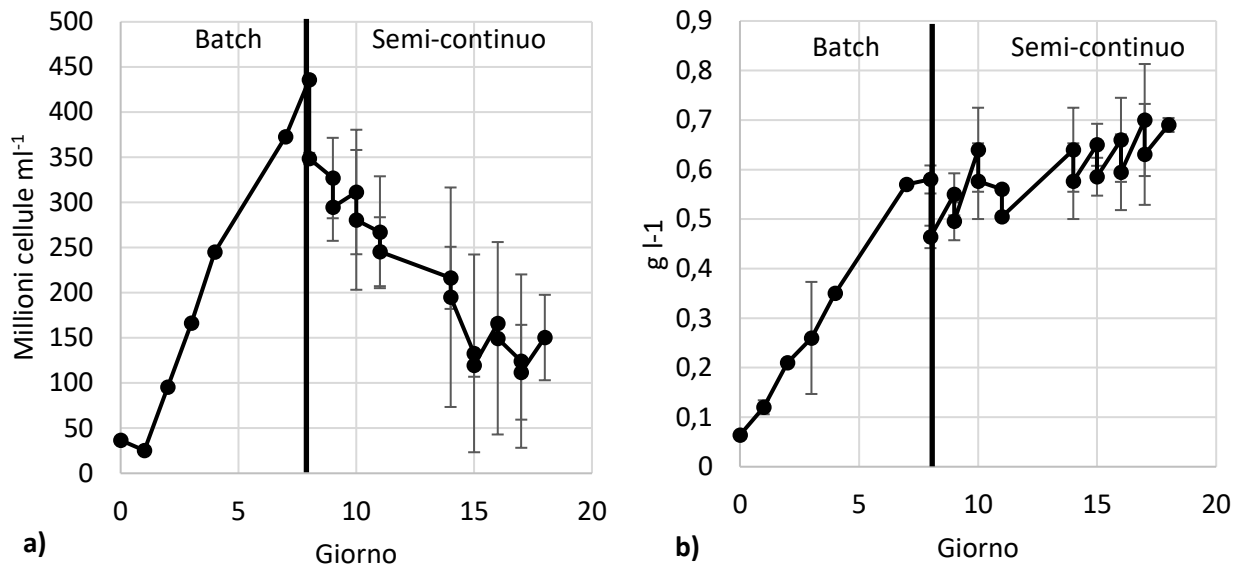 Batch Semi-continuo
500
450
400
350
300
250
200
150
100
50
0
Millioni cellule ml-1
0 5 10 15 20
Giorno
a)
Batch Semi-continuo
0,9
0,8
0,7
0,6
0,5
0,4
0,3
0,2
0,1
0
g l-1
0 5 10 15 20
Giorno
b)